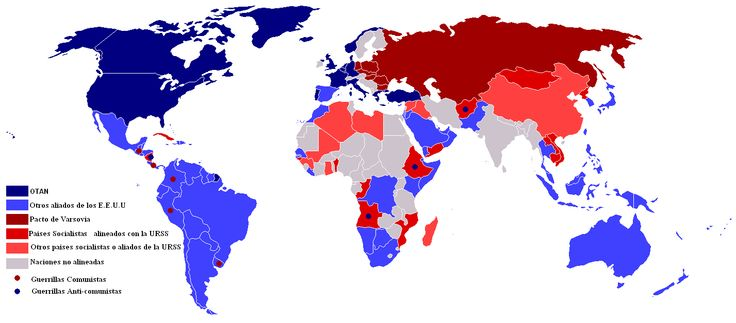 OTAN
Otros aliados de los E.E.U.U
Pacto de Varsovia
Países Socialistas alineados con la URSS
Otros países socialistas o aliados de la URSS
Naciones no alineadas
Guerrillas Comunistas
Guerrillas Anti-comunistas